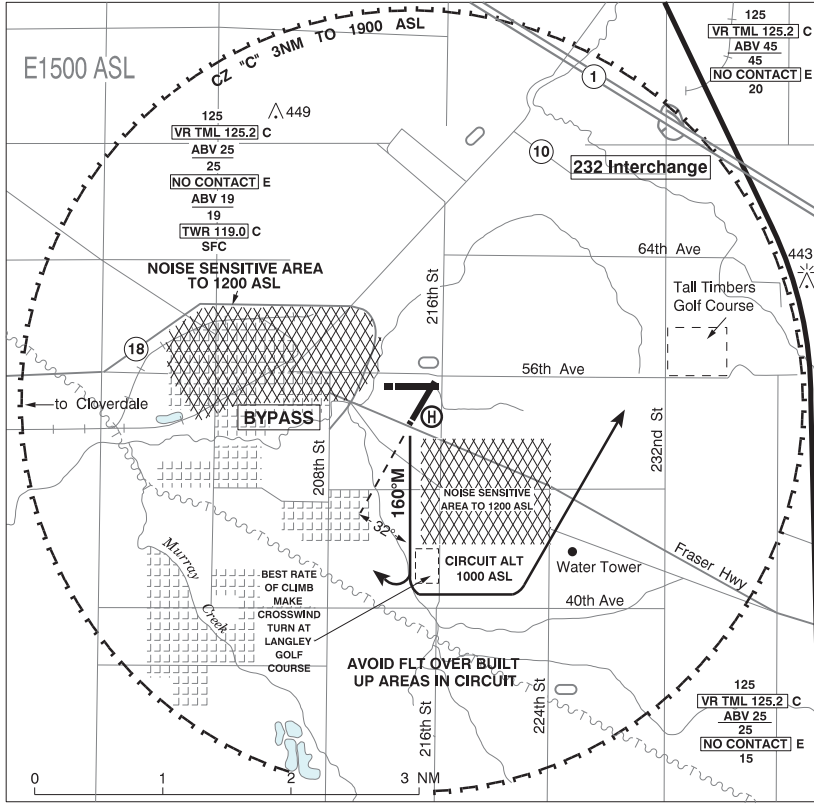 CZ "C" 3NM TO 1900 ASL
E1500 ASL
125
VR TML 125.2 C
ABV 45
45
NO CONTACT E
20
449
125
VR TML 125.2 C
ABV 25
25
NO CONTACT E
ABV 19
19
TWR 119.0 C
SFC
1
10
232 Interchange
NOISE SENSITIVE AREA
TO 1200 ASL
64th Ave
443
216th St
Tall Timbers
Golf Course
18
56th Ave
to Cloverdale
BYPASS
H
208th St
232nd St
160°M
NOISE SENSITIVE
AREA TO 1200 ASL
32°
CIRCUIT ALT
1000 ASL
Water Tower
Fraser Hwy
Murray
Creek
BEST RATE
OF CLIMB
MAKE
CROSSWIND
TURN AT
LANGLEY
GOLF
COURSE
40th Ave
AVOID FLT OVER BUILT
UP AREAS IN CIRCUIT
216th St
224th St
125
VR TML 125.2 C
ABV 25
25
NO CONTACT E
15
0 1 2 3 NM